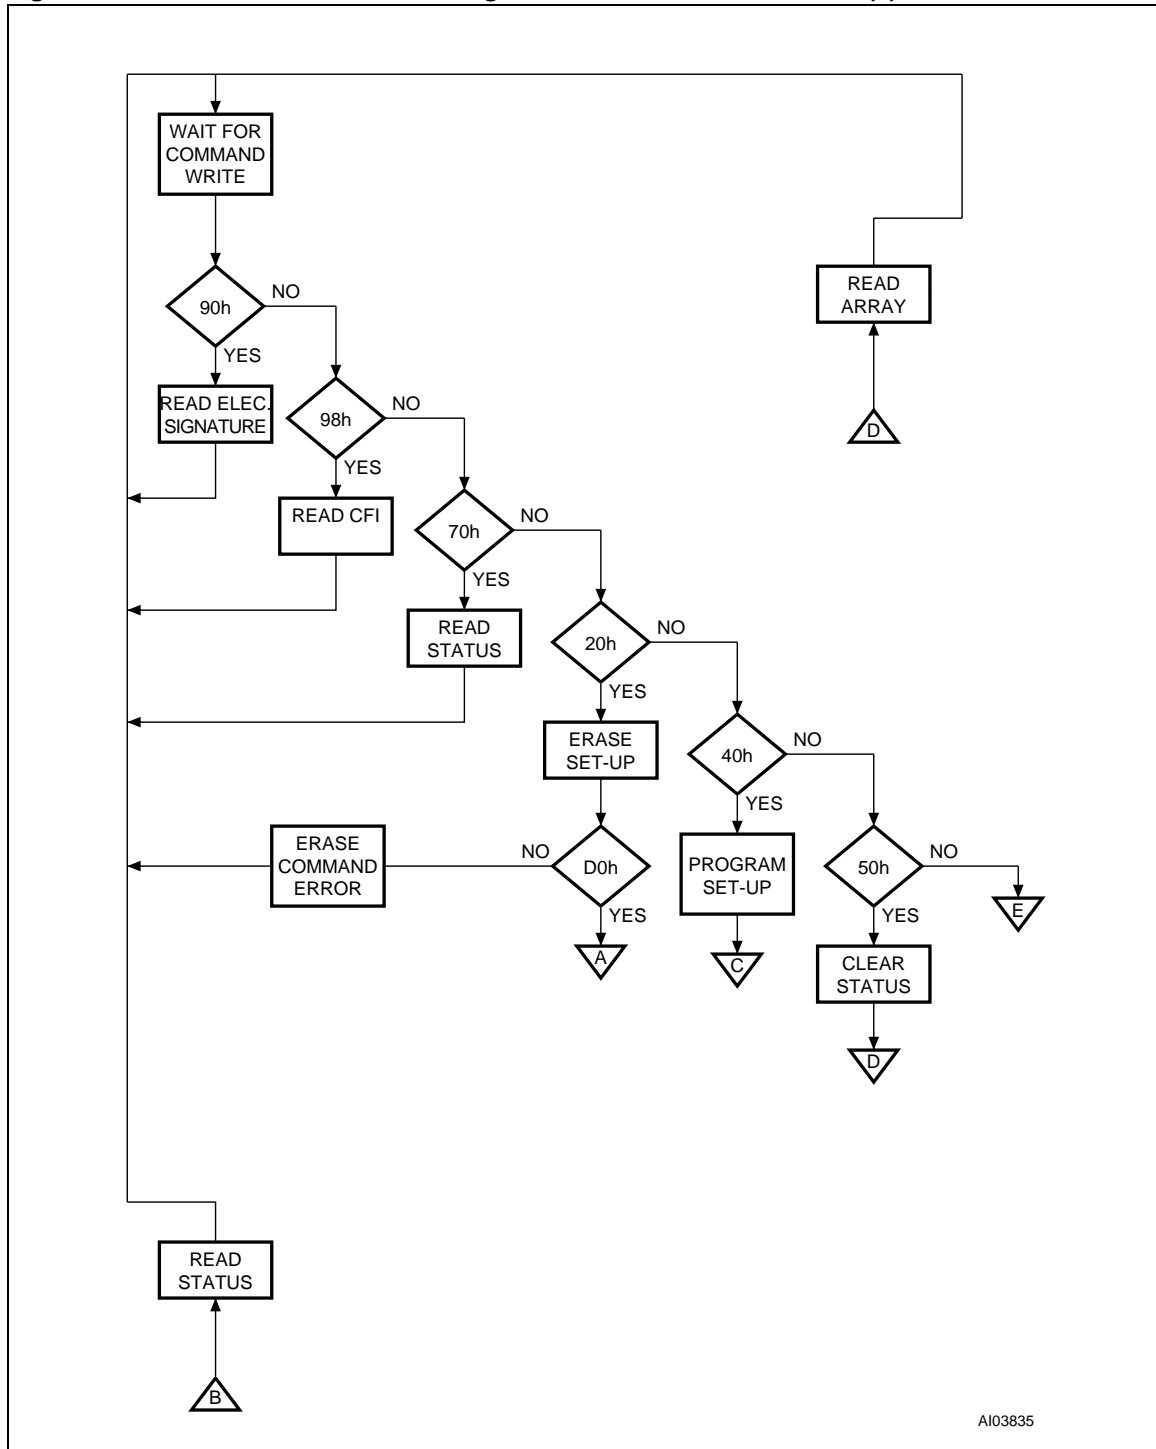 WAIT FOR
COMMAND
WRITE
90h
NO
YES
READ ELEC.
SIGNATURE
READ
ARRAY
D
98h
NO
YES
READ CFI
70h
NO
YES
READ
STATUS
20h
NO
YES
ERASE
SET-UP
40h
NO
YES
ERASE
COMMAND
ERROR
NO
D0h
YES
A
PROGRAM
SET-UP
C
50h
NO
YES
E
CLEAR
STATUS
D
READ
STATUS
B
AI03835